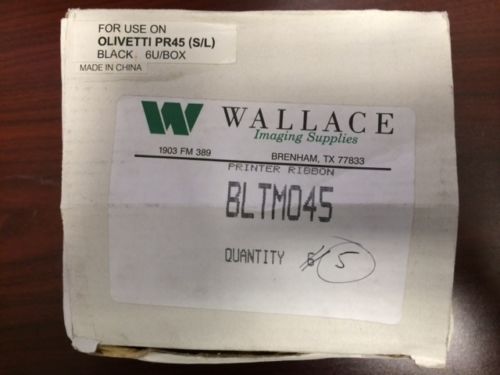 FOR USE ON
OLIVETTI PR45 (S/L)
BLACK 6U/BOX
MADE IN CHINA
W WALLACE
Imaging Supplies
1903 FM 389 BRENHAM, TX 77833
PRINTER RIBBON
BLTM045
QUANTITY 6 5